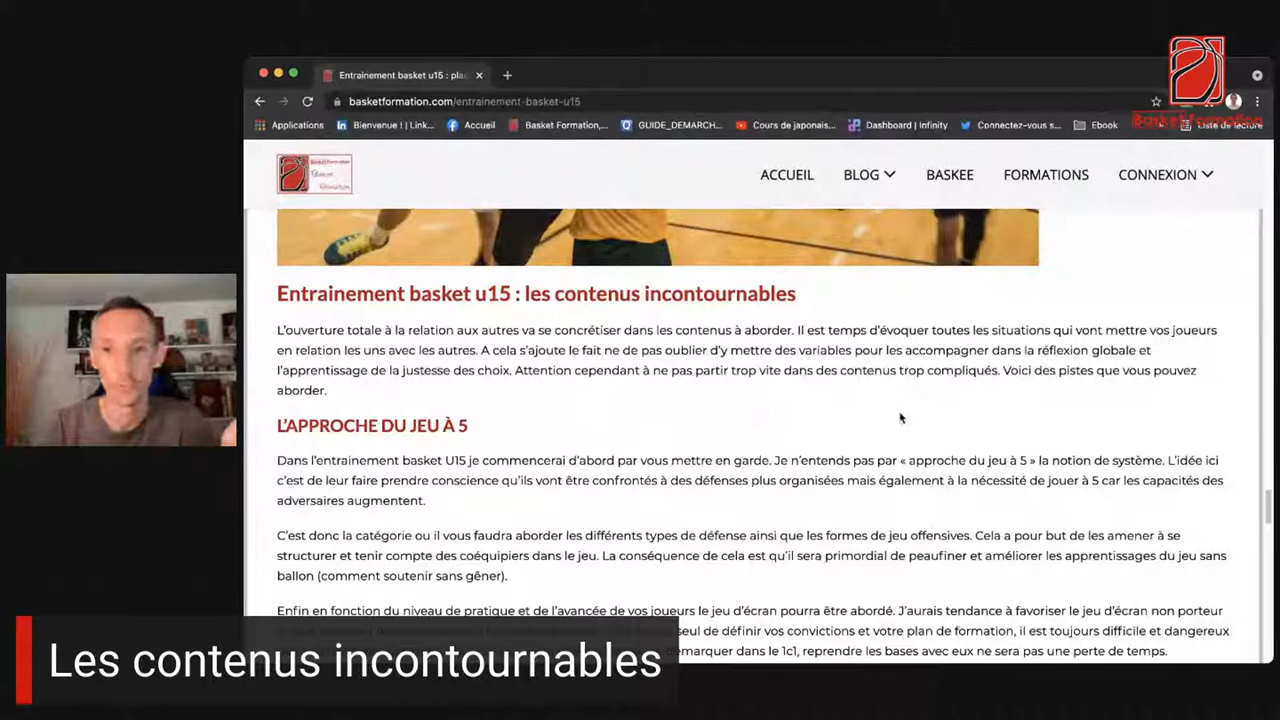 Entrainement basket u15 : plac
basketformation.com/entrainement-basket-u15
Applications
Bienvenue ! | Link...
Accueil
Basket Formation,...
GUIDE_DEMARCH...
Cours de japonais...
Dashboard | Infinity
Connectez-vous s...
Ebook
Liste de lecture
Basketformation
ACCUEIL
BLOG
BASKEE
FORMATIONS
CONNEXION
Entrainement basket u15 : les contenus incontournables
L'ouverture totale à la relation aux autres va se concrétiser dans les contenus à aborder. Il est temps d'évoquer toutes les situations qui vont mettre vos joueurs
en relation les uns avec les autres. A cela s'ajoute le fait ne de pas oublier d'y mettre des variables pour les accompagner dans la réflexion globale et
l'apprentissage de la justesse des choix. Attention cependant à ne pas partir trop vite dans des contenus trop compliqués. Voici des pistes que vous pouvez
aborder.
L'APPROCHE DU JEU À 5
Dans l'entrainement basket U15 je commencerai d'abord par vous mettre en garde. Je n'entends pas par « approche du jeu à 5 » la notion de système. L'idée ici
c'est de leur faire prendre conscience qu'ils vont être confrontés à des défenses plus organisées mais également à la nécessité de jouer à 5 car les capacités des
adversaires augmentent.
C'est donc la catégorie ou il vous faudra aborder les différents types de défense ainsi que les formes de jeu offensives. Cela a pour but de les amener à se
structurer et tenir compte des coéquipiers dans le jeu. La conséquence de cela est qu'il sera primordial de peaufiner et améliorer les apprentissages du jeu sans
ballon (comment soutenir sans gêner).
Enfin en fonction du niveau de pratique et de l'avancée de vos joueurs le jeu d'écran pourra être abordé. J'aurais tendance à favoriser le jeu d'écran non porteur
seul de définir vos convictions et votre plan de formation, il est toujours difficile et dangereux
démarquer dans le 1c1, reprendre les bases avec eux ne sera pas une perte de temps.
Les contenus incontournables